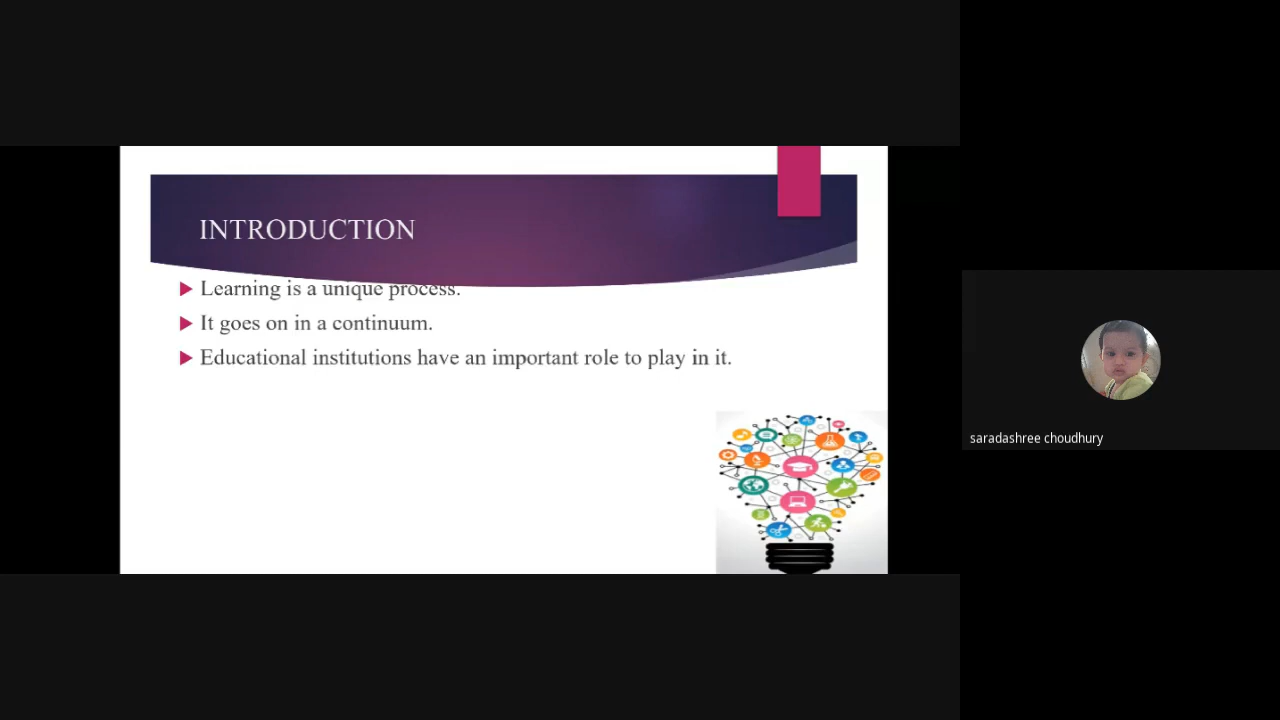 INTRODUCTION
Learning is a unique process.
It goes on in a continuum.
Educational institutions have an important role to play in it.
saradashree choudhury